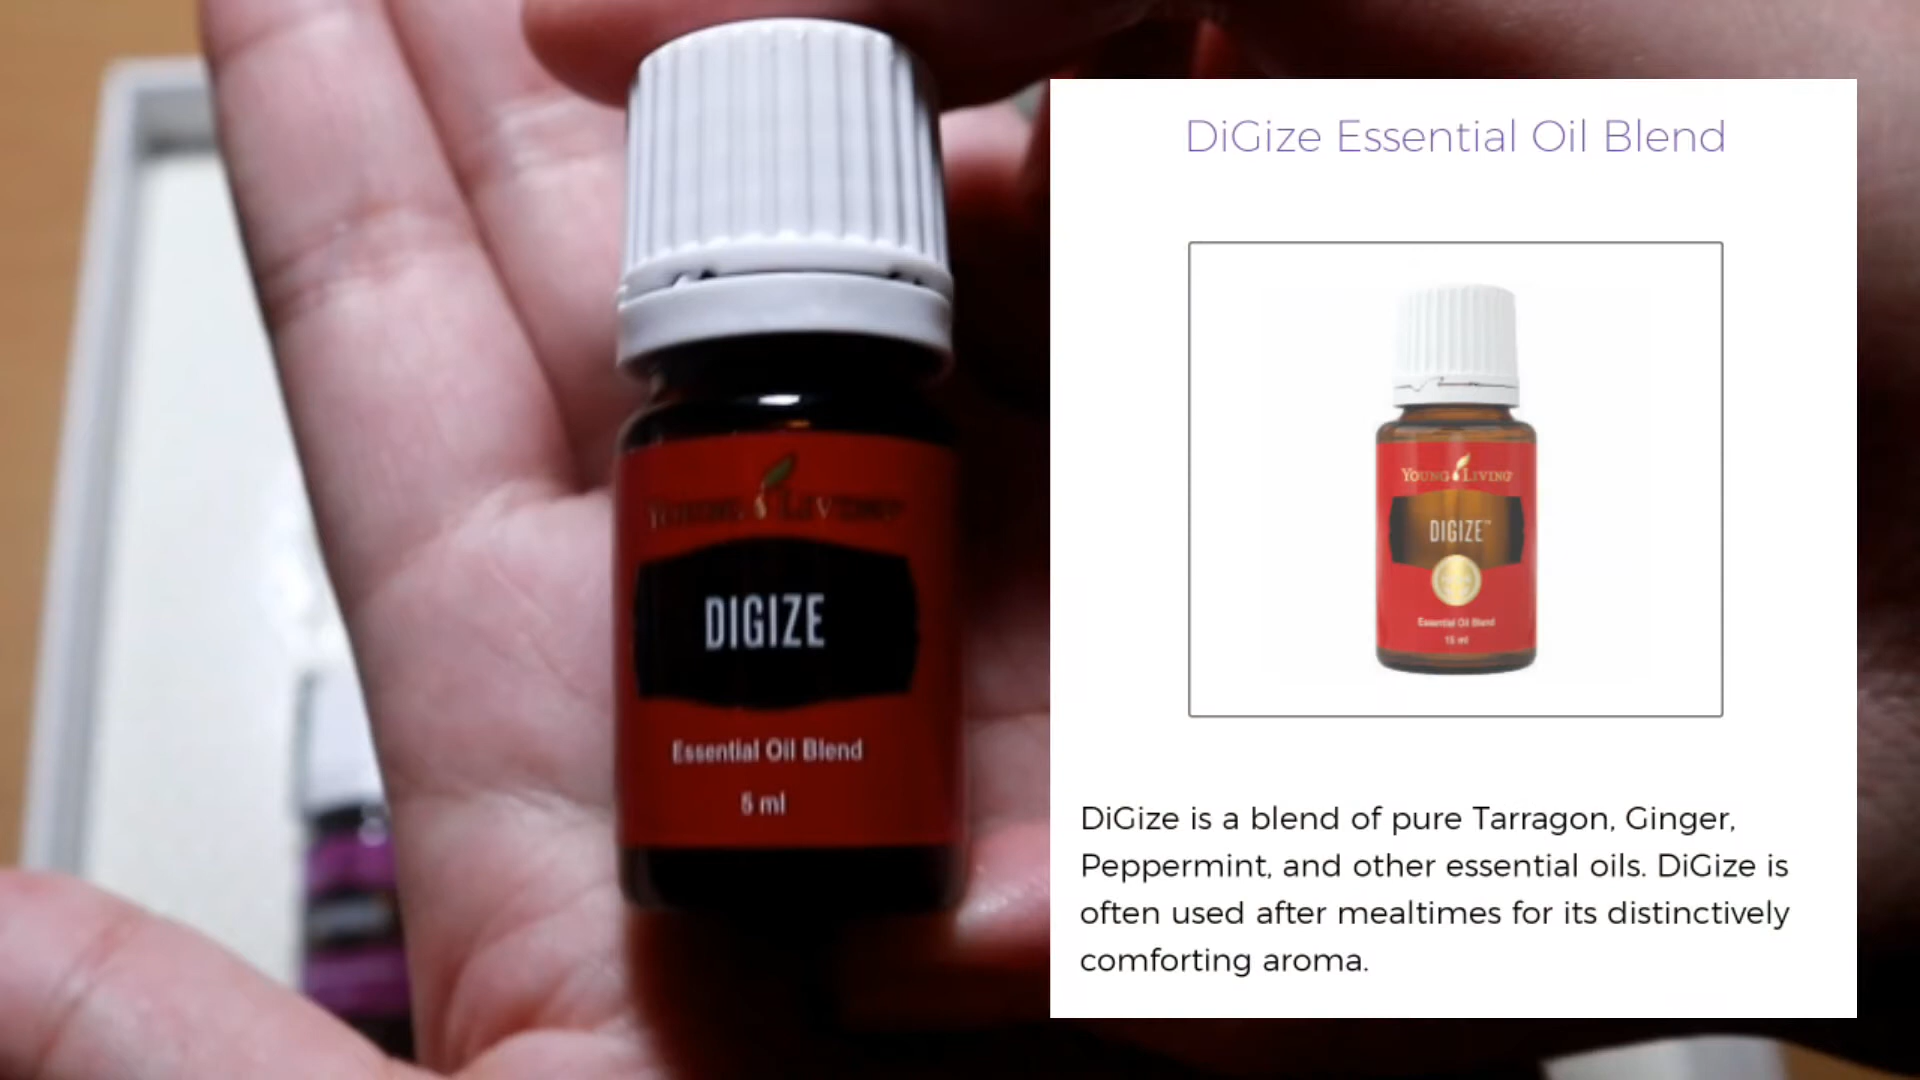 YOUNG LIVING
DIGIZE
Essential Oil Blend
5 ml
DiGize Essential Oil Blend
YOUNG LIVING
DIGIZE™
Essential Oil Blend
15 ml
DiGize is a blend of pure Tarragon, Ginger,
Peppermint, and other essential oils. DiGize is
often used after mealtimes for its distinctively
comforting aroma.